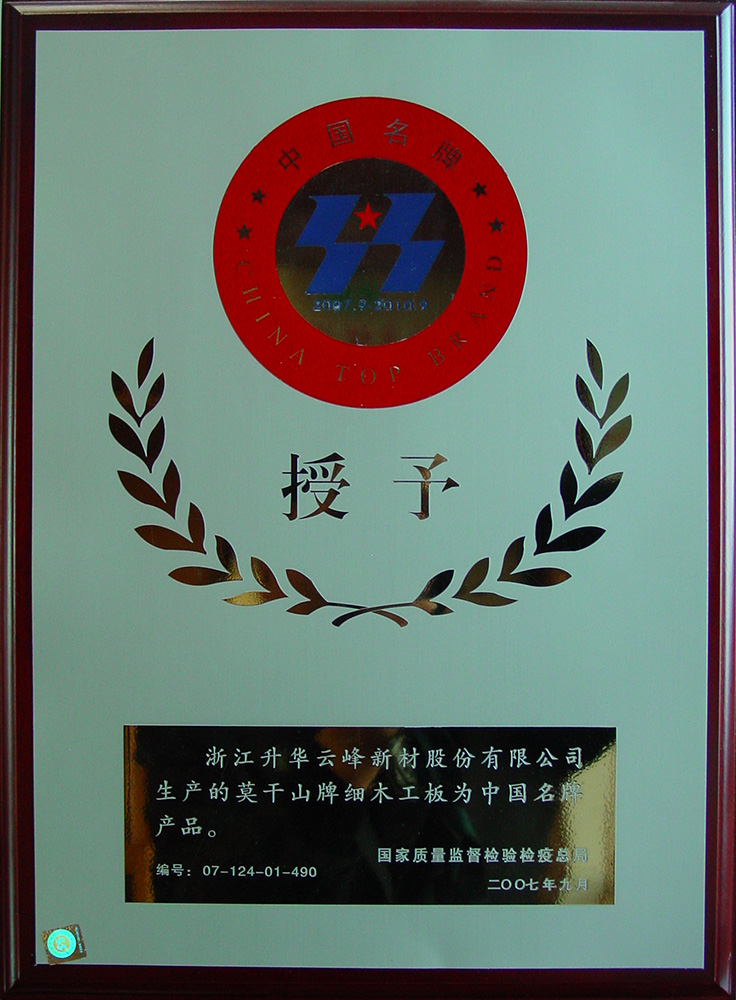 中国名牌
2007.9-2010.9
CHINA TOP BRAND
授予
浙江升华云峰新材股份有限公司
生产的莫干山牌细木工板为中国名牌
产品。
国家质量监督检验检疫总局
编号：07-124-01-490
二〇〇七年九月